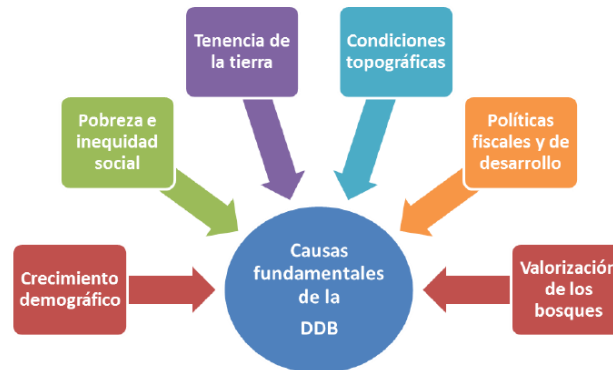 Tenencia de
la tierra
Condiciones
topográficas
Pobreza e
inequidad
social
Políticas
fiscales y de
desarrollo
Crecimiento
demográfico
Causas
fundamentales
de la
DDB
Valorización
de los
bosques